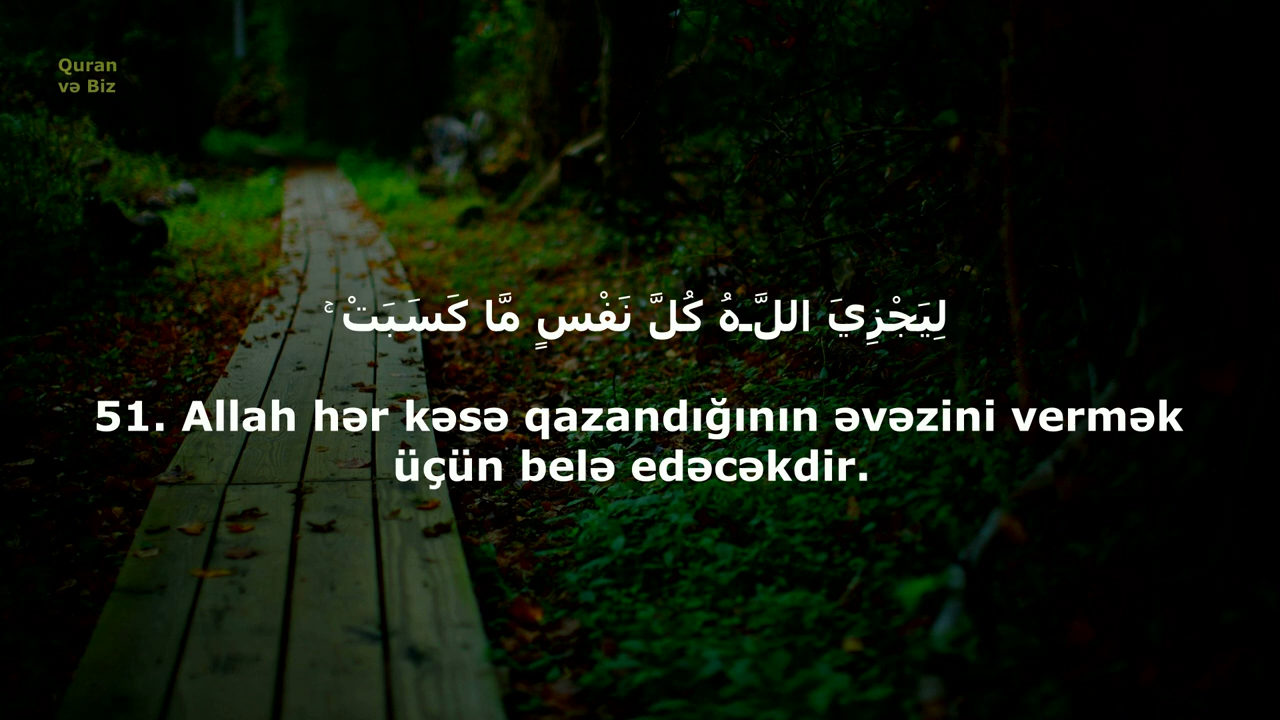 Quran
və Biz
لِيَجْزِيَ اللَّـهُ كُلَّ نَفْسٍ مَّا كَسَبَتْ ۚ
51. Allah hər kəsə qazandığının əvəzini vermək
üçün belə edəcəkdir.